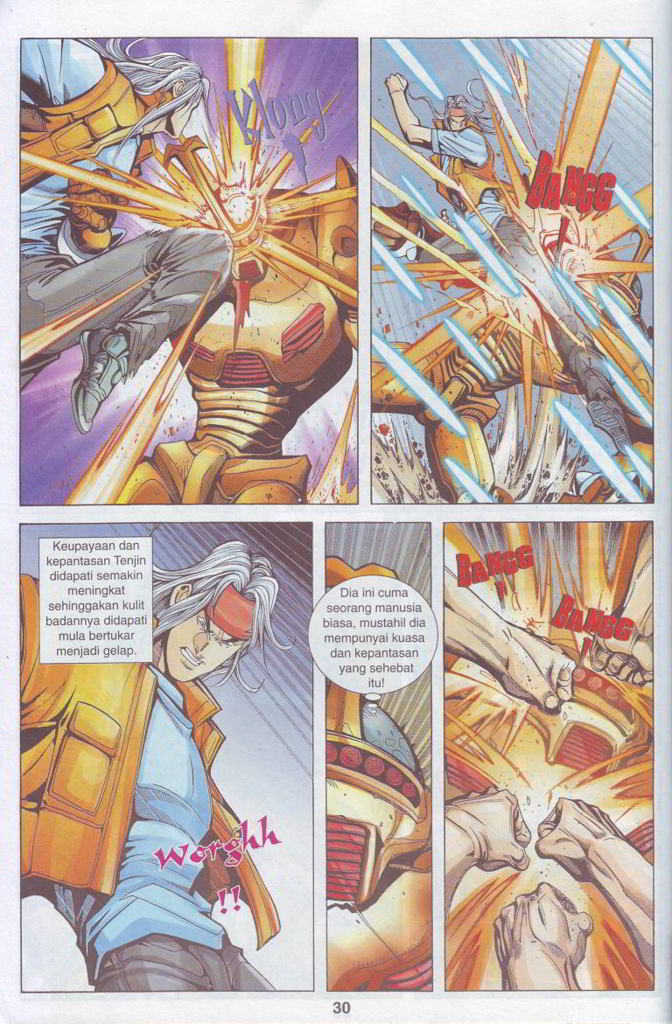 Klong
!
BANGG
!
Keupayaan dan
kepantasan Tenjin
didapati semakin
meningkat
sehinggakan kulit
badannya didapati
mula bertukar
menjadi gelap.
Worghh
!!
Dia ini cuma
seorang manusia
biasa, mustahil dia
mempunyai kuasa
dan kepantasan
yang sehebat
itu!
BANGG
!
BANGG
!
30